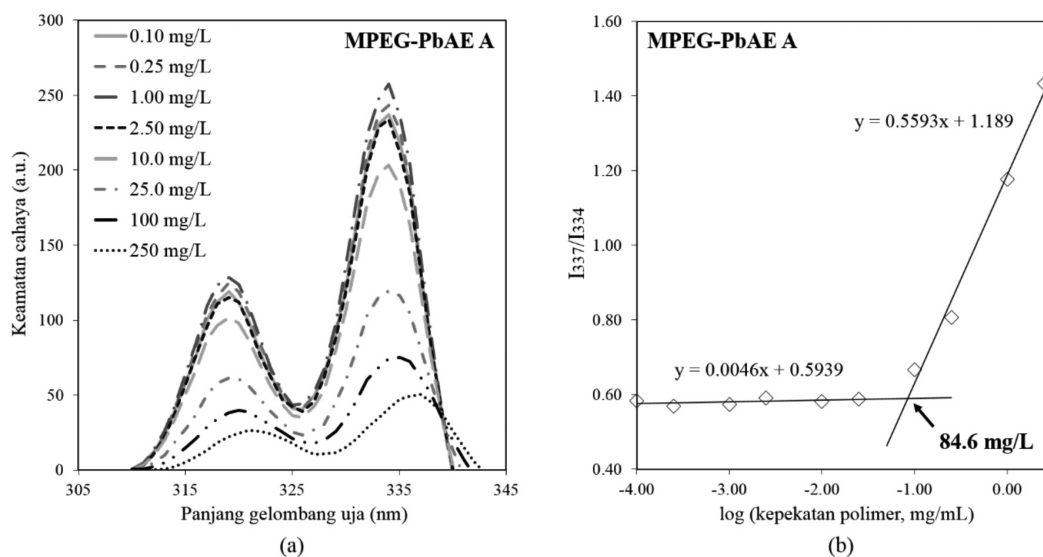 MPEG-PbAE A
0.10 mg/L
0.25 mg/L
1.00 mg/L
2.50 mg/L
10.0 mg/L
25.0 mg/L
100 mg/L
250 mg/L
300
250
200
150
100
50
0
Keamatan cahaya (a.u.)
305 315 325 335 345
Panjang gelombang uja (nm)
(a)
MPEG-PbAE A
1.60
1.40
1.20
1.00
0.80
0.60
0.40
I337/I334
y = 0.5593x + 1.189
y = 0.0046x + 0.5939
84.6 mg/L
-4.00 -3.00 -2.00 -1.00 0.00
log (kepekatan polimer, mg/mL)
(b)